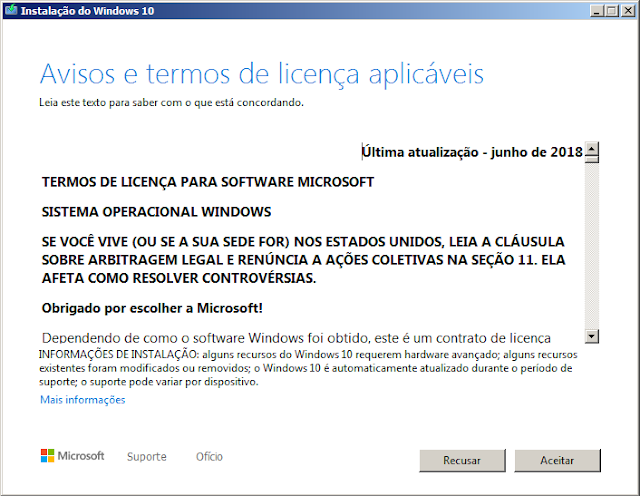 Instalação do Windows 10
Avisos e termos de licença aplicáveis
Leia este texto para saber com o que está concordando.
Última atualização - junho de 2018
TERMOS DE LICENÇA PARA SOFTWARE MICROSOFT
SISTEMA OPERACIONAL WINDOWS
SE VOCÊ VIVE (OU SE A SUA SEDE FOR) NOS ESTADOS UNIDOS, LEIA A CLÁUSULA
SOBRE ARBITRAGEM LEGAL E RENÚNCIA A AÇÕES COLETIVAS NA SEÇÃO 11. ELA
AFETA COMO RESOLVER CONTROVÉRSIAS.
Obrigado por escolher a Microsoft!
Dependendo de como o software Windows foi obtido, este é um contrato de licença
INFORMAÇÕES DE INSTALAÇÃO: alguns recursos do Windows 10 requerem hardware avançado; alguns recursos
existentes foram modificados ou removidos; o Windows 10 é automaticamente atualizado durante o período de
suporte; o suporte pode variar por dispositivo.
Mais informações
Microsoft Suporte Ofício Recusar Aceitar